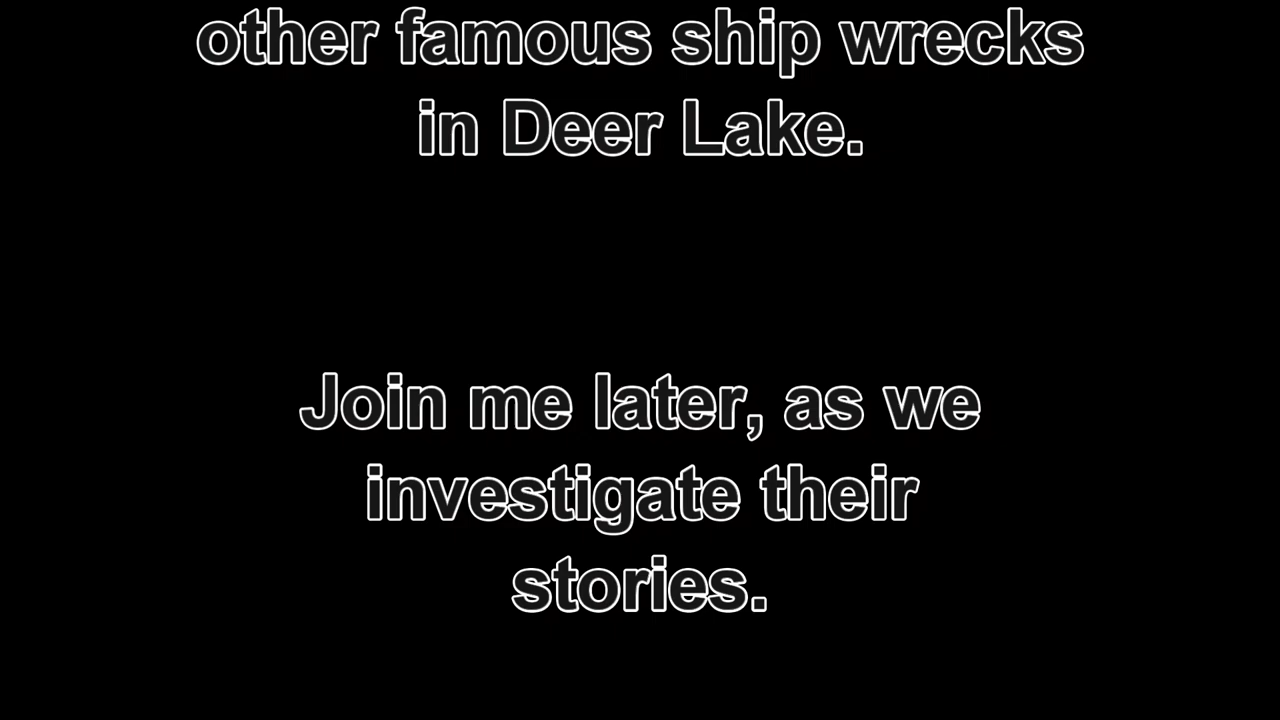 other famous ship wrecks
in Deer Lake.
Join me later, as we
investigate their
stories.